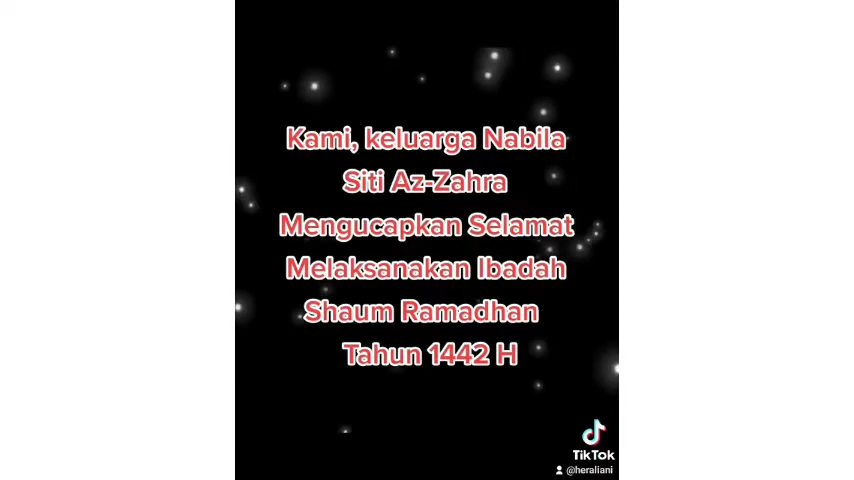 Kami, keluarga Nabila
Siti Az-Zahra
Mengucapkan Selamat
Melaksanakan Ibadah
Shaum Ramadhan
Tahun 1442 H
TikTok
@heraliani